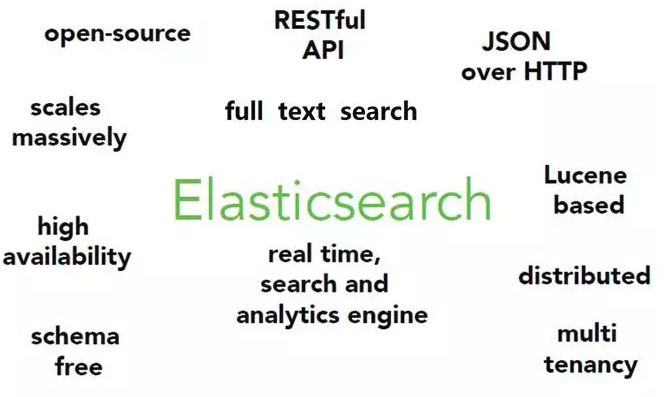 open-source
RESTful
API
JSON
over HTTP
scales
massively
full text search
Elasticsearch
Lucene
based
high
availability
real time,
search and
analytics engine
distributed
schema
free
multi
tenancy